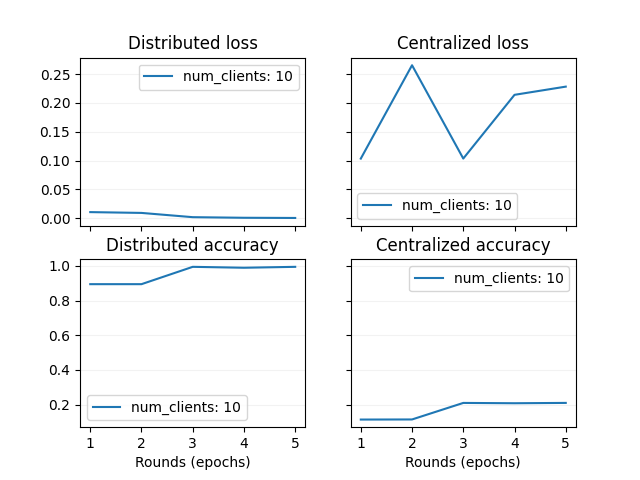 Distributed loss
Centralized loss
0.25
0.20
0.15
0.10
0.05
0.00
num_clients: 10
num_clients: 10
Distributed accuracy
Centralized accuracy
1.0
0.8
0.6
0.4
0.2
num_clients: 10
num_clients: 10
1 2 3 4 5
1 2 3 4 5
Rounds (epochs)
Rounds (epochs)